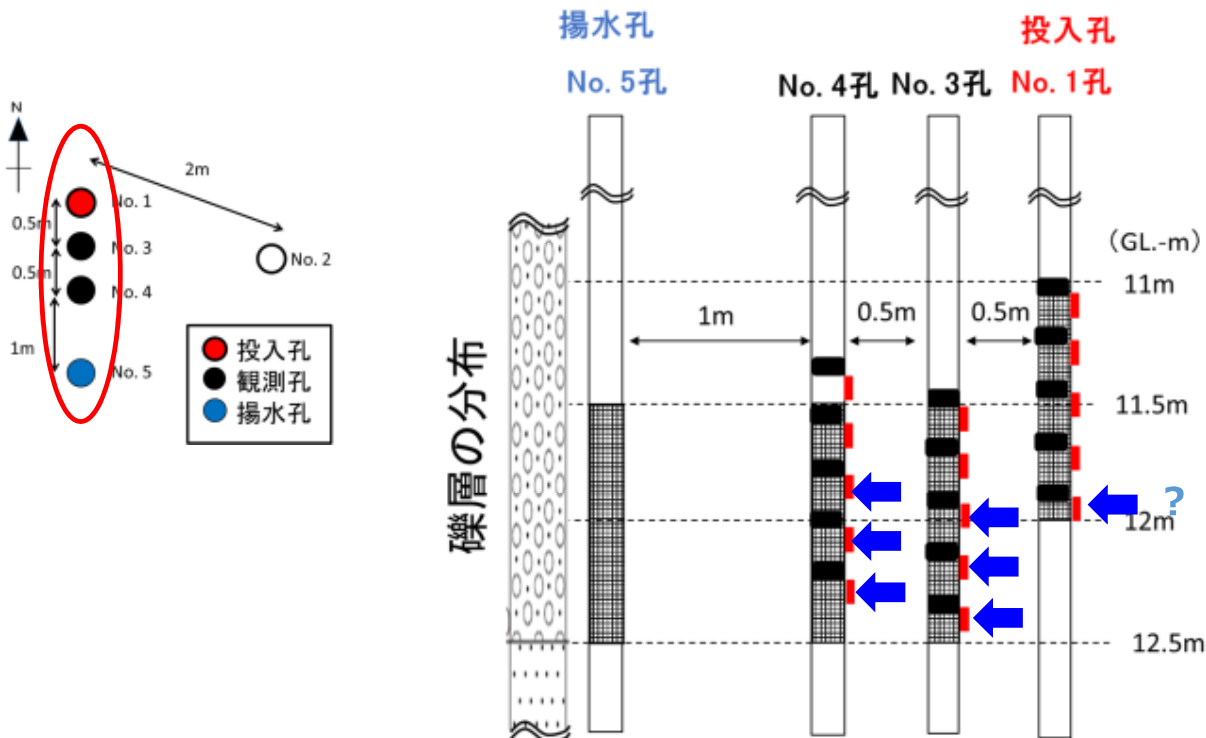 揚水孔
投入孔
No. 5孔
No. 4孔
No. 3孔
No. 1孔
N
2m
No. 1
0.5m
No. 3
0.5m
No. 4
No. 2
1m
No. 5
投入孔
観測孔
揚水孔
礫層の分布
(GL.-m)
11m
1m
0.5m
0.5m
11.5m
?
12m
12.5m